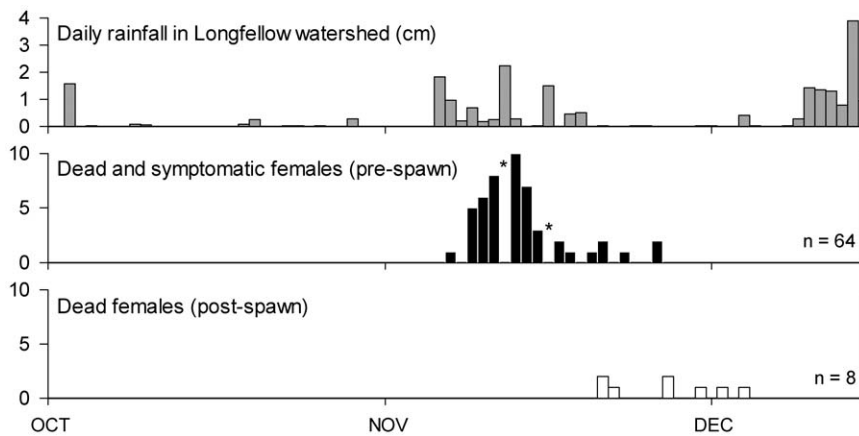 4
Daily rainfall in Longfellow watershed (cm)
3
2
1
0
10
Dead and symptomatic females (pre-spawn)
*
5
*
n = 64
0
10
Dead females (post-spawn)
5
n = 8
0
OCT NOV DEC